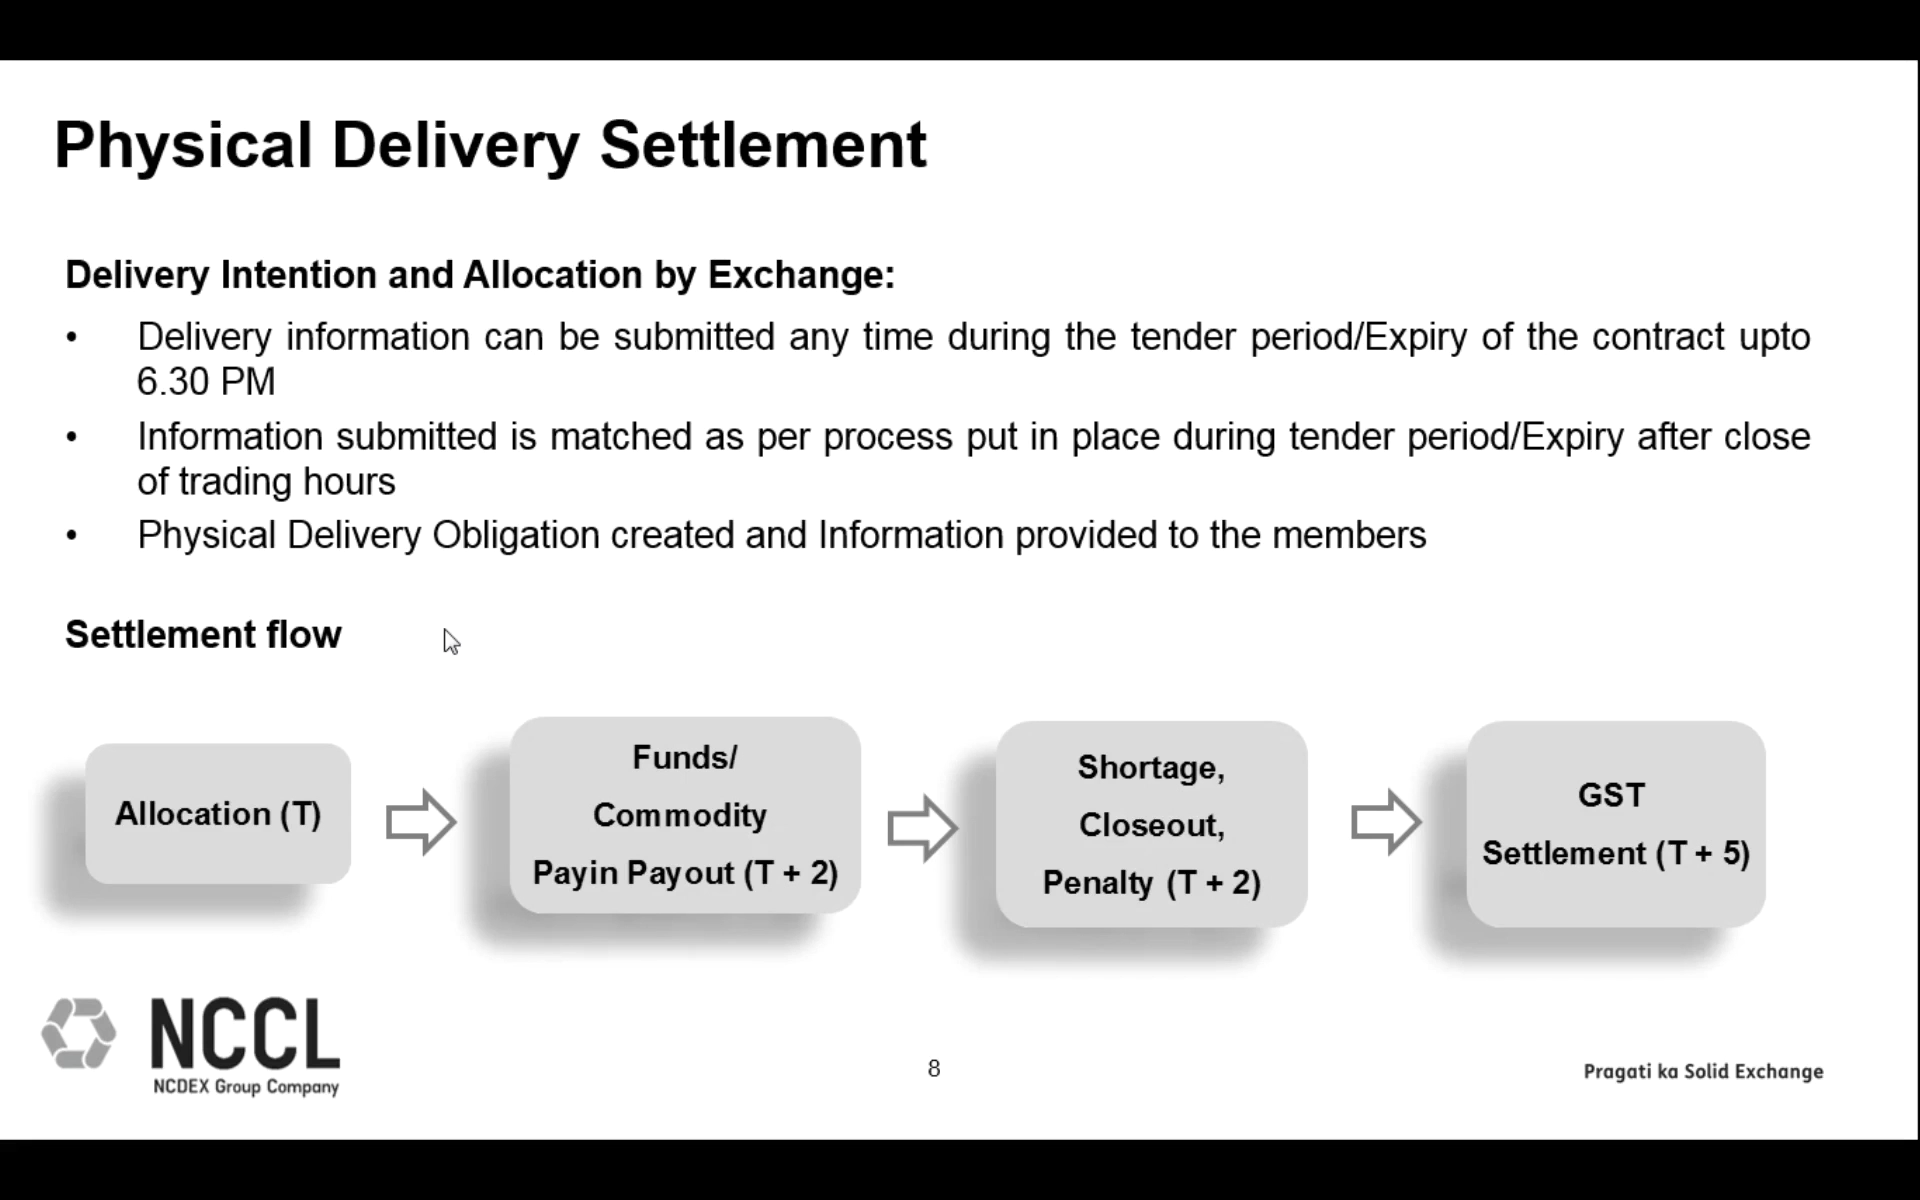 Physical Delivery Settlement
Delivery Intention and Allocation by Exchange:
• Delivery information can be submitted any time during the tender period/Expiry of the contract upto
6.30 PM
• Information submitted is matched as per process put in place during tender period/Expiry after close
of trading hours
• Physical Delivery Obligation created and Information provided to the members
Settlement flow
Allocation (T)
Funds/
Commodity
Payin Payout (T + 2)
Shortage,
Closeout,
Penalty (T + 2)
GST
Settlement (T + 5)
NCCL
NCDEX Group Company
8
Pragati ka Solid Exchange